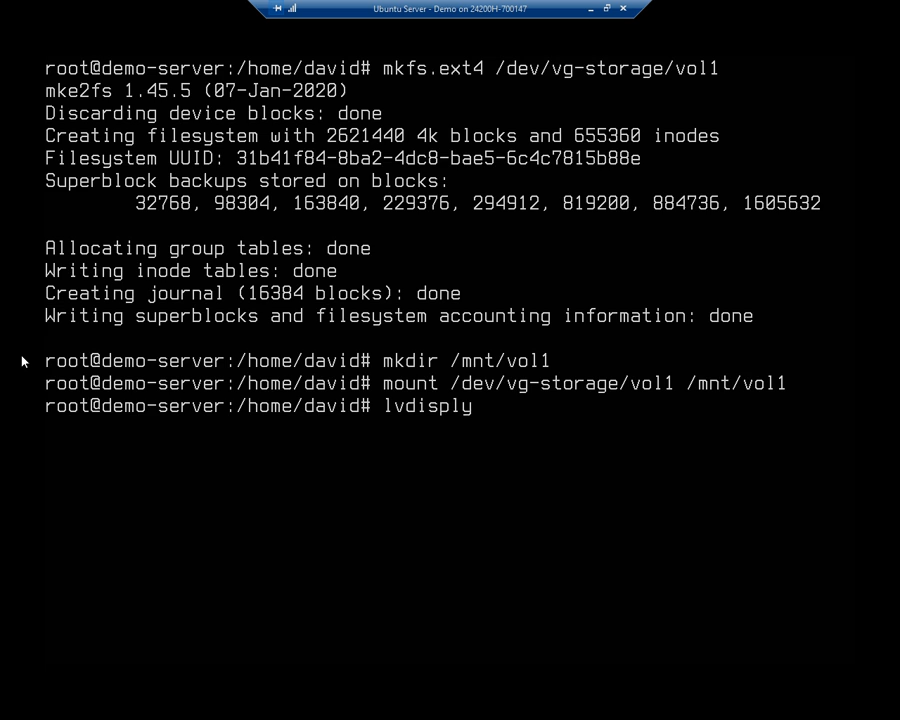 Ubuntu Server - Demo on 24200H-700147
root@demo-server:/home/david# mkfs.ext4 /dev/vg-storage/vol1
mke2fs 1.45.5 (07-Jan-2020)
Discarding device blocks: done
Creating filesystem with 2621440 4k blocks and 655360 inodes
Filesystem UUID: 31b41f84-8ba2-4dc8-bae5-6c4c7815b88e
Superblock backups stored on blocks:
32768, 98304, 163840, 229376, 294912, 819200, 884736, 1605632
Allocating group tables: done
Writing inode tables: done
Creating journal (16384 blocks): done
Writing superblocks and filesystem accounting information: done
root@demo-server:/home/david# mkdir /mnt/vol1
root@demo-server:/home/david# mount /dev/vg-storage/vol1 /mnt/vol1
root@demo-server:/home/david# lvdisply